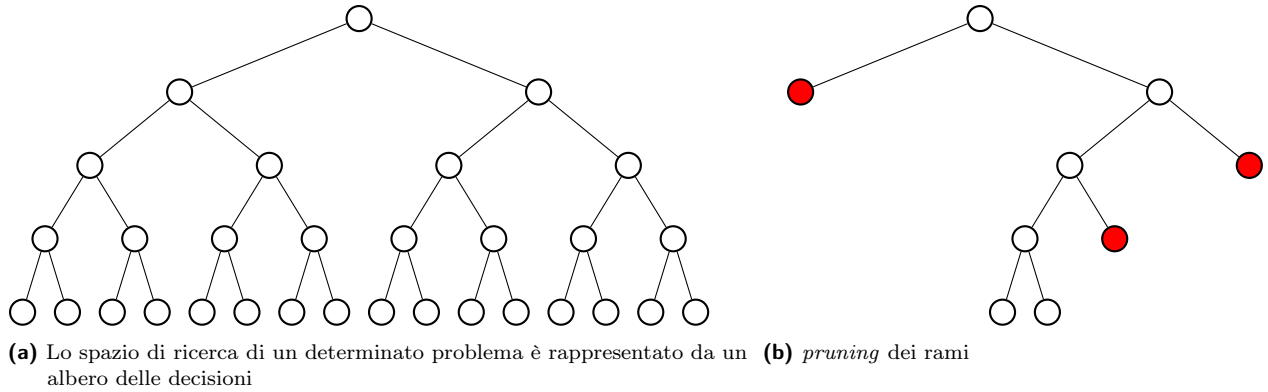 (a) Lo spazio di ricerca di un determinato problema è rappresentato da un
albero delle decisioni
(b) pruning dei rami